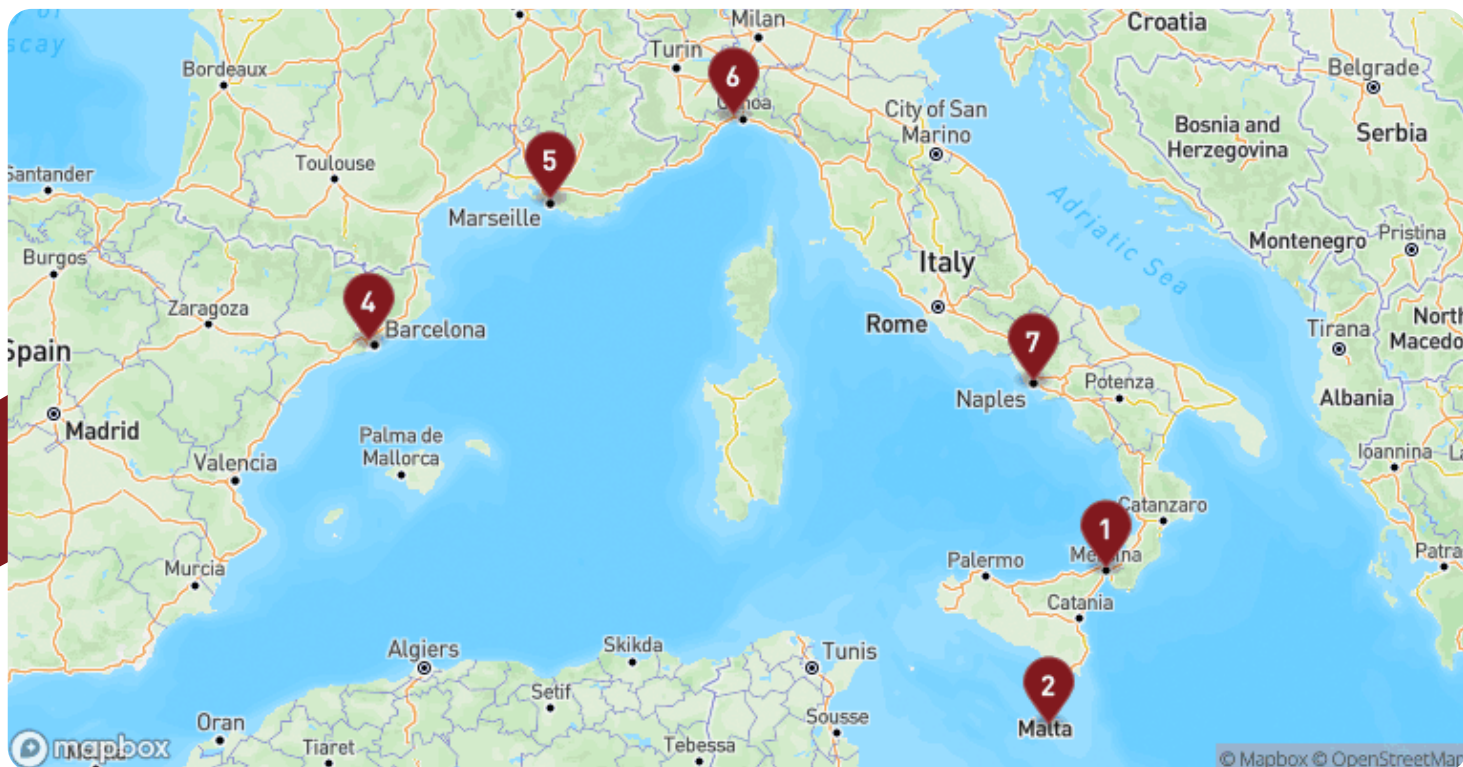 Milan
Croatia
Turin
Bordeaux
Belgrade
6
City of San
Marino
Bosnia and
Herzegovina
Serbia
Toulouse
5
Santander
Marseille
Adriatic Sea
Montenegro
Pristina
Burgos
Italy
Zaragoza
4
Barcelona
Rome
7
Tirana
North
Macedo
Spain
Naples
Potenza
Albania
Madrid
Palma de
Mallorca
Valencia
Ioannina
Catanzaro
1
Palermo
Patra
Murcia
Catania
Algiers
Skikda
Tunis
2
Malta
Setif
Oran
Sousse
Tiaret
Tebessa
mapbox
© Mapbox © OpenStreetMap